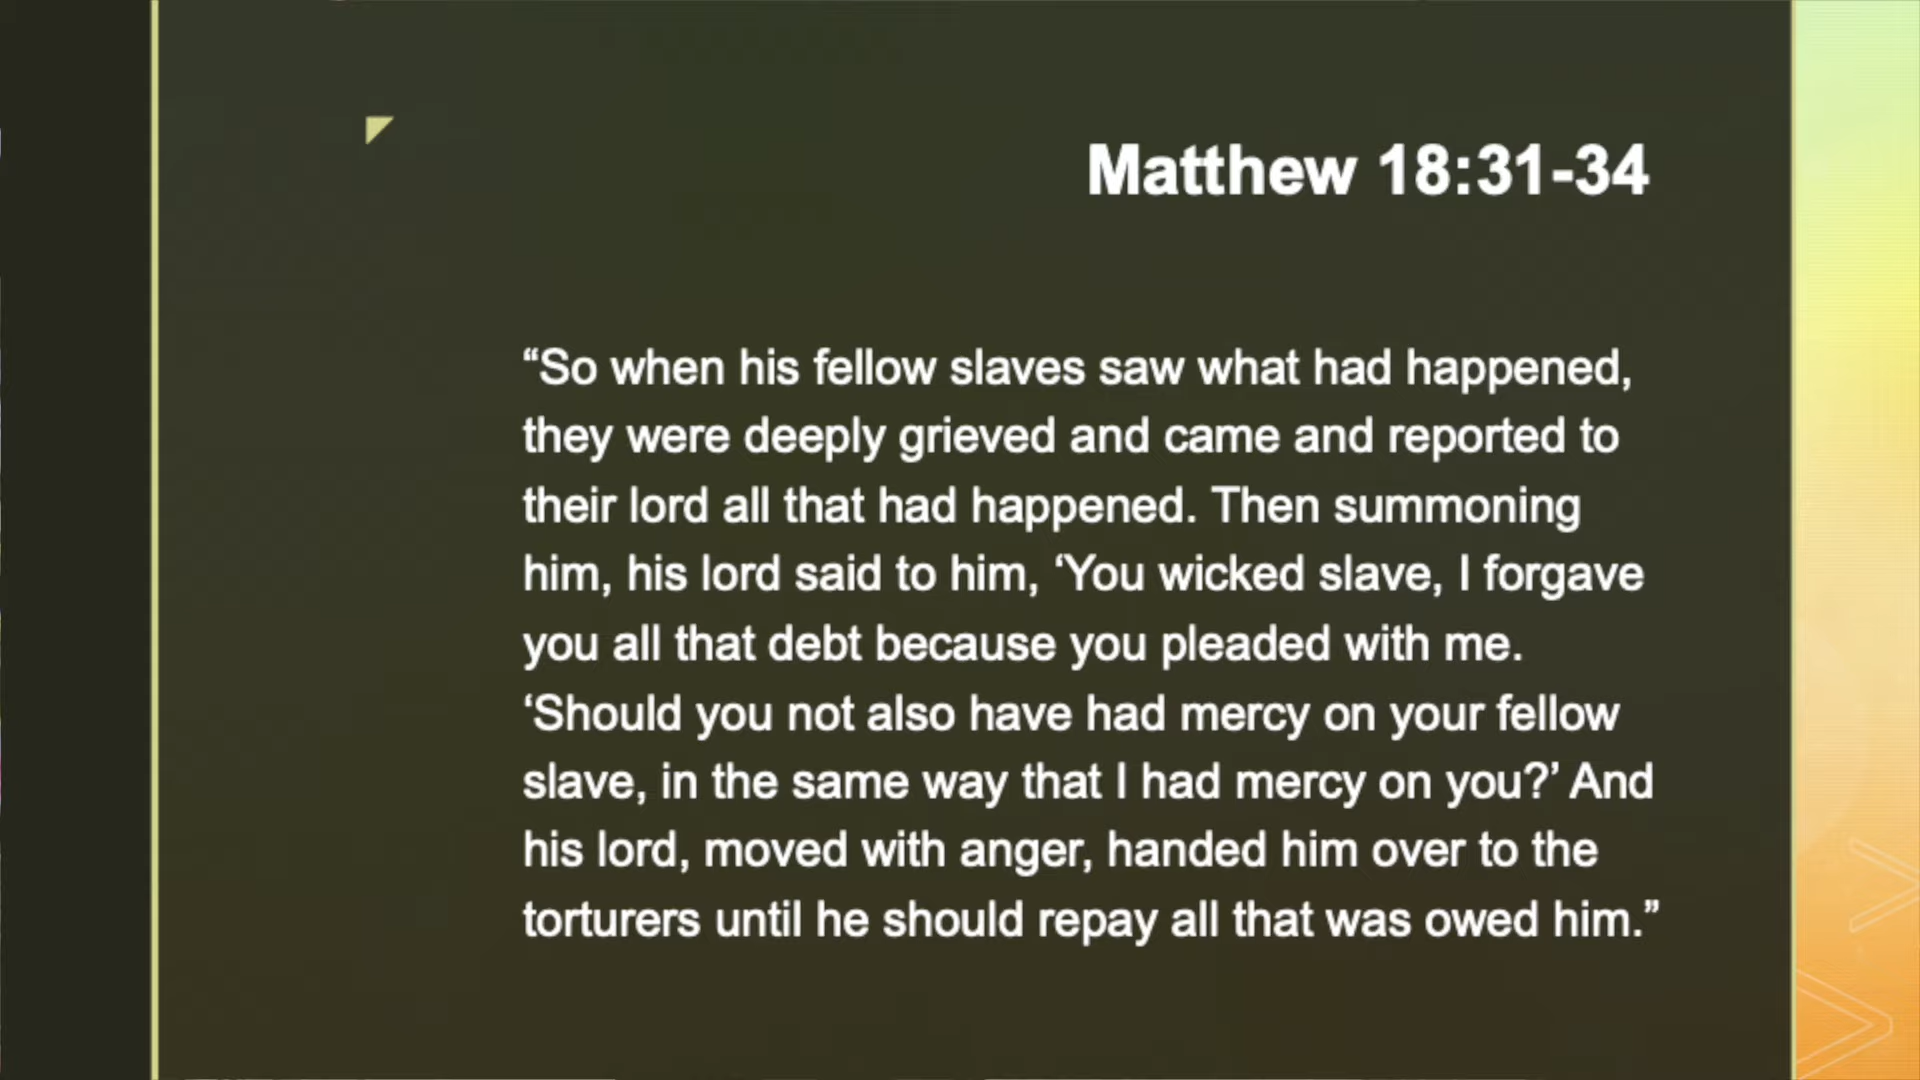 Matthew 18:31-34
“So when his fellow slaves saw what had happened,
they were deeply grieved and came and reported to
their lord all that had happened. Then summoning
him, his lord said to him, ‘You wicked slave, I forgave
you all that debt because you pleaded with me.
‘Should you not also have had mercy on your fellow
slave, in the same way that I had mercy on you?’ And
his lord, moved with anger, handed him over to the
torturers until he should repay all that was owed him.”